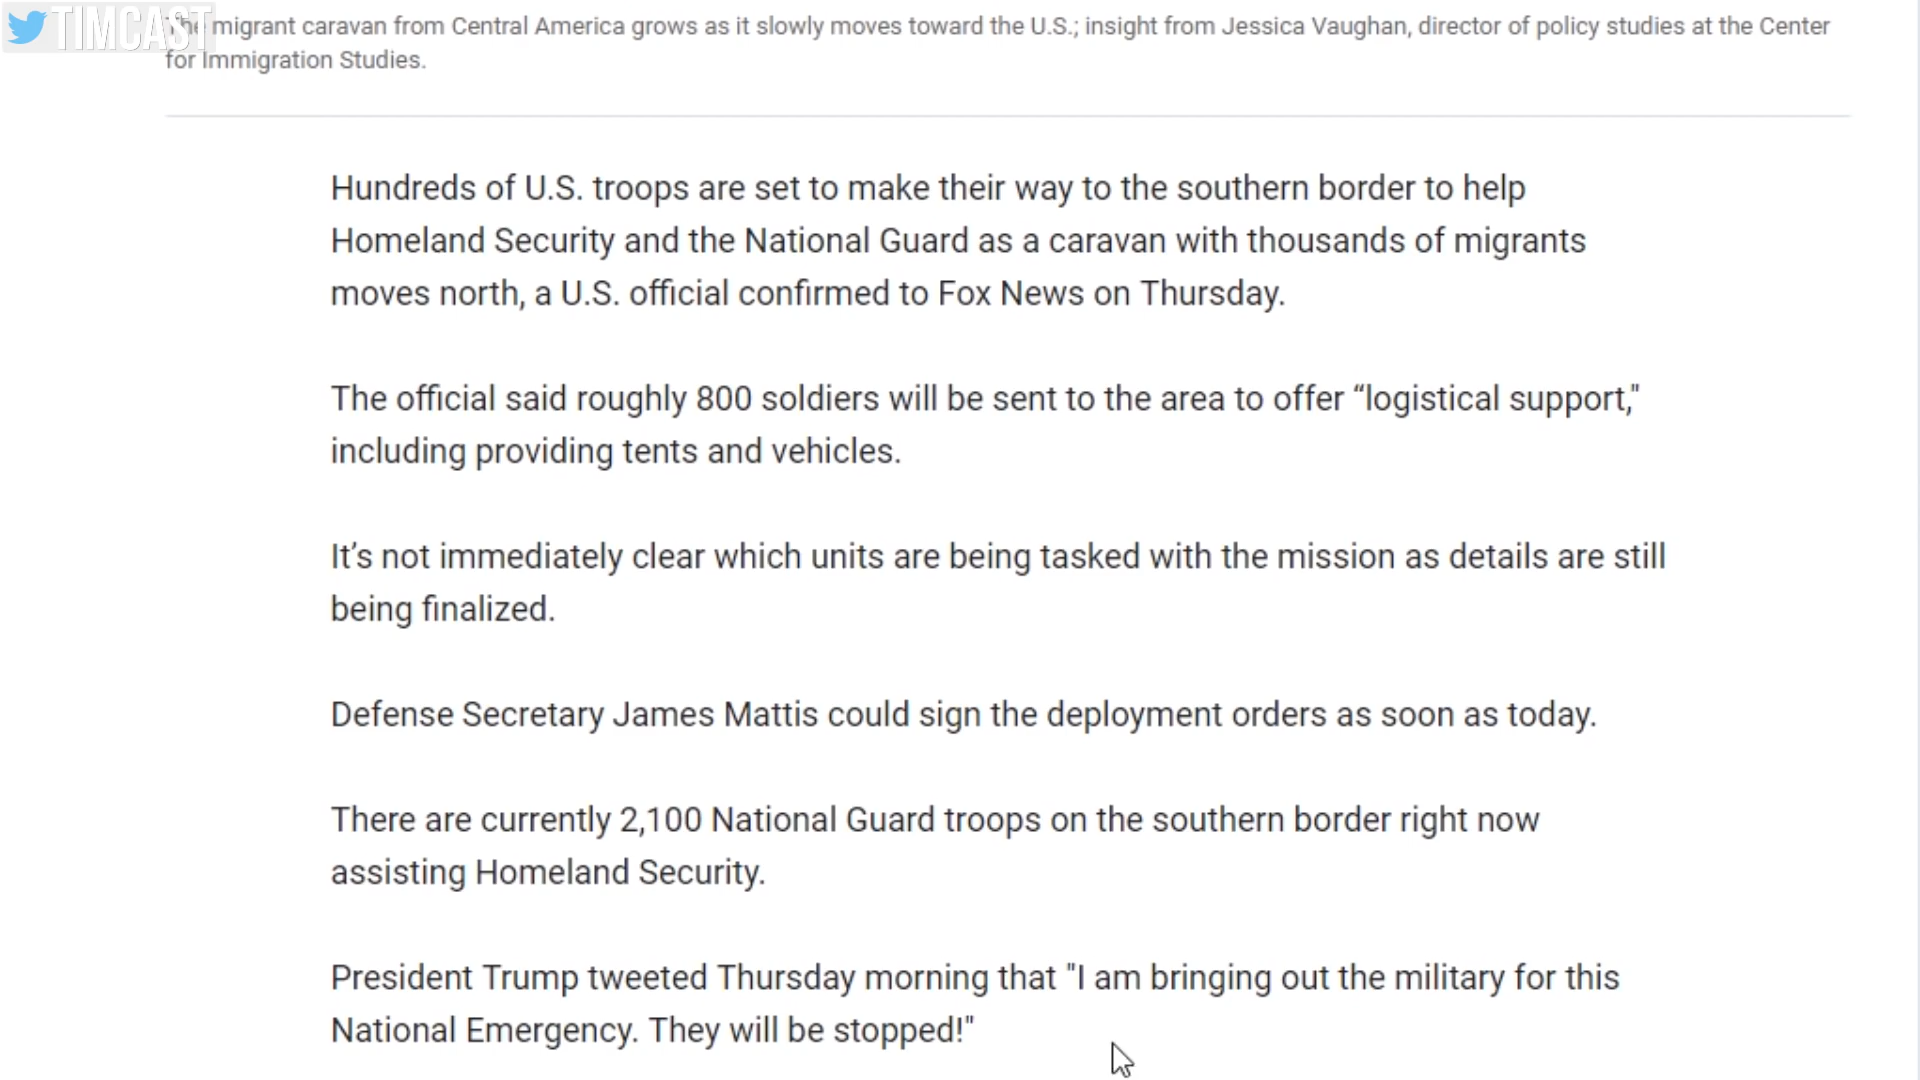 TIMCAST
The migrant caravan from Central America grows as it slowly moves toward the U.S.; insight from Jessica Vaughan, director of policy studies at the Center
for Immigration Studies.
Hundreds of U.S. troops are set to make their way to the southern border to help
Homeland Security and the National Guard as a caravan with thousands of migrants
moves north, a U.S. official confirmed to Fox News on Thursday.
The official said roughly 800 soldiers will be sent to the area to offer “logistical support,"
including providing tents and vehicles.
It’s not immediately clear which units are being tasked with the mission as details are still
being finalized.
Defense Secretary James Mattis could sign the deployment orders as soon as today.
There are currently 2,100 National Guard troops on the southern border right now
assisting Homeland Security.
President Trump tweeted Thursday morning that "I am bringing out the military for this
National Emergency. They will be stopped!"